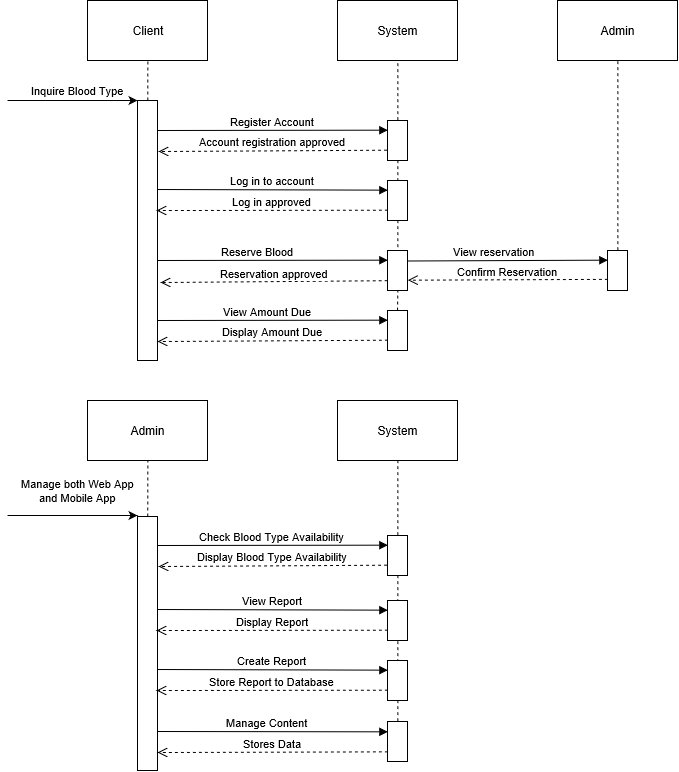 Client
System
Admin
Inquire Blood Type
Register Account
Account registration approved
Log in to account
Log in approved
Reserve Blood
View reservation
Reservation approved
Confirm Reservation
View Amount Due
Display Amount Due
Admin
System
Manage both Web App
and Mobile App
Check Blood Type Availability
Display Blood Type Availability
View Report
Display Report
Create Report
Store Report to Database
Manage Content
Stores Data